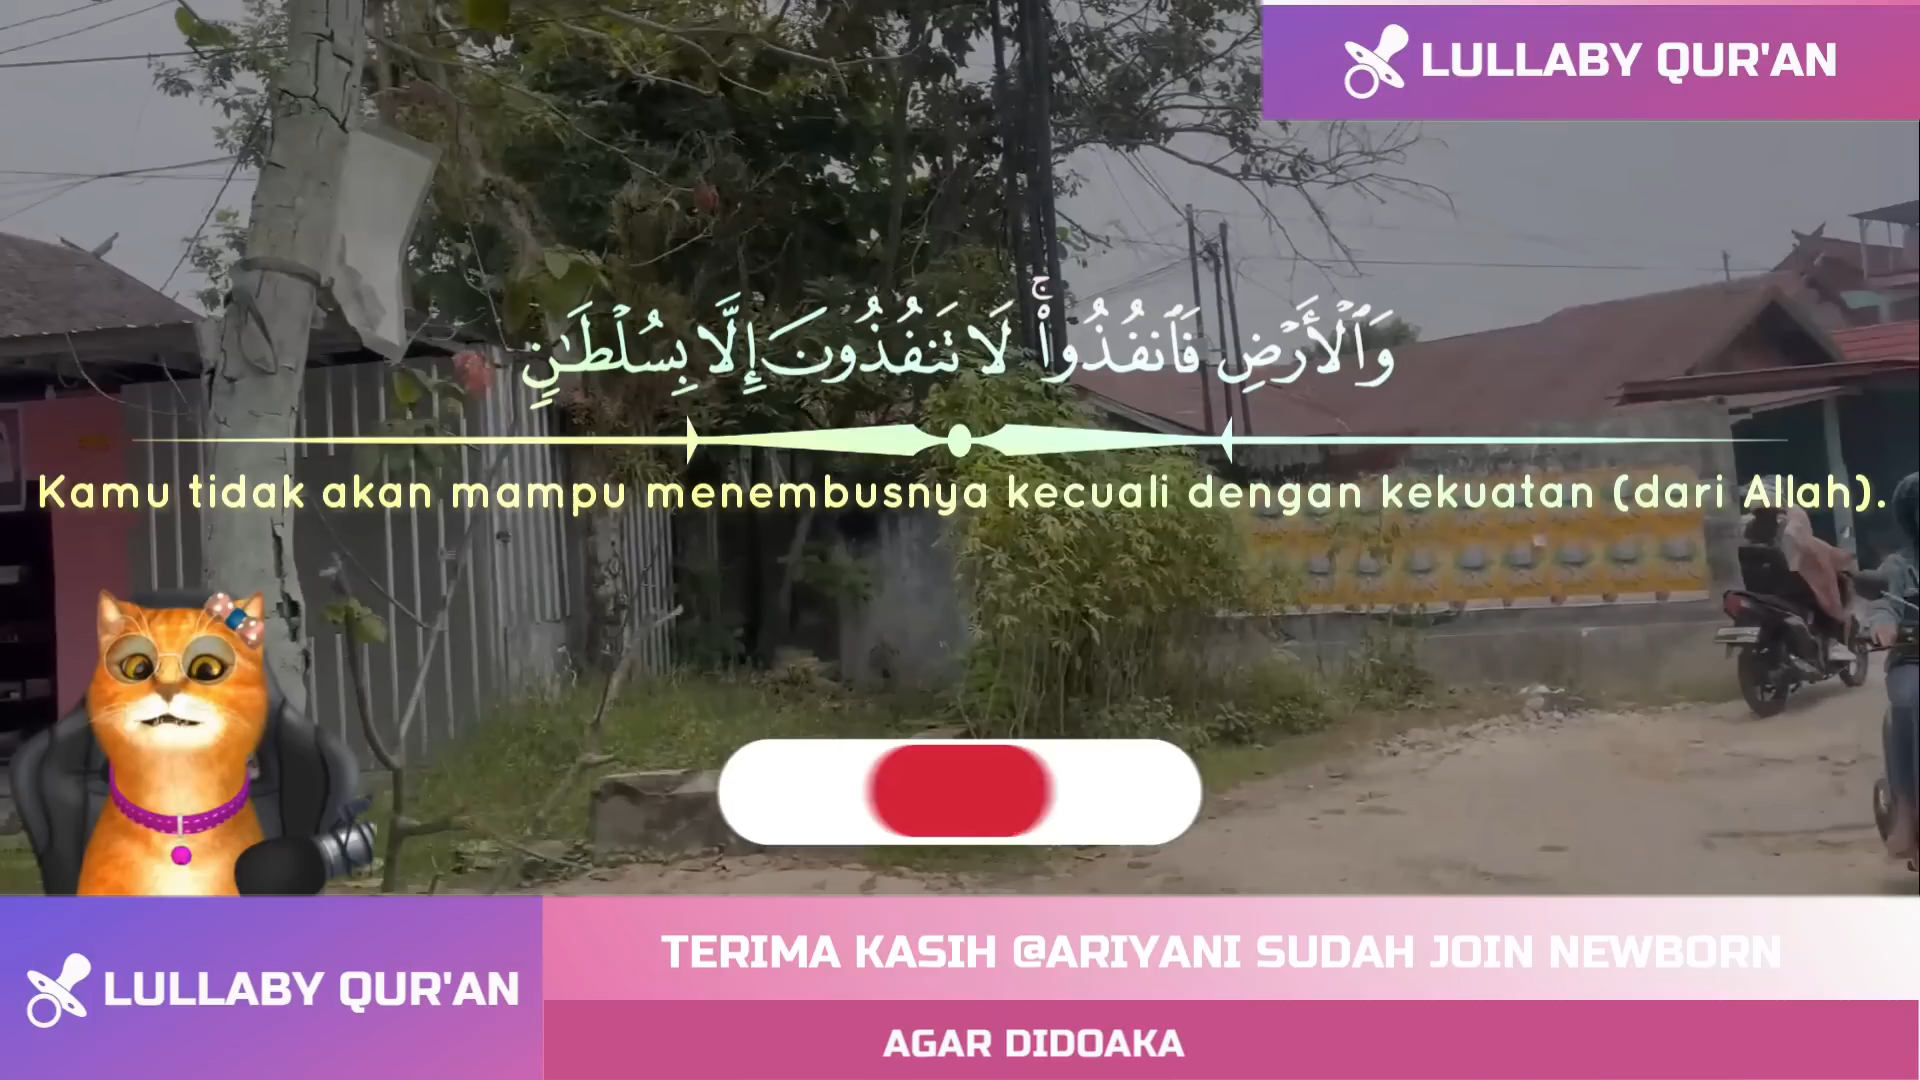 LULLABY QUR'AN
وَٱلْأَرْضِ فَٱنفُذُوا۟ ۚ لَا تَنفُذُونَ إِلَّا بِسُلْطَـٰنٍ
Kamu tidak akan mampu menembusnya kecuali dengan kekuatan (dari Allah).
LULLABY QUR'AN
TERIMA KASIH @ARIYANI SUDAH JOIN NEWBORN
AGAR DIDOAKA